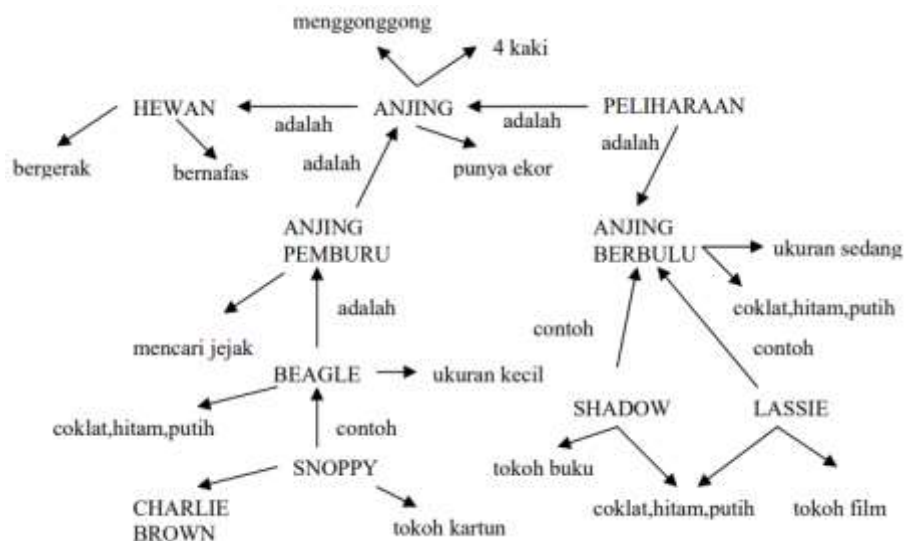 menggonggong
4 kaki
HEWAN
adalah
ANJING
adalah
PELIHARAAN
bergerak
bernafas
adalah
punya ekor
adalah
ANJING
PEMBURU
ANJING
BERBULU
ukuran sedang
mencari jejak
adalah
contoh
coklat,hitam,putih
contoh
BEAGLE
ukuran kecil
coklat,hitam,putih
contoh
SHADOW
LASSIE
SNOPPY
tokoh buku
CHARLIE
BROWN
tokoh kartun
coklat,hitam,putih
tokoh film